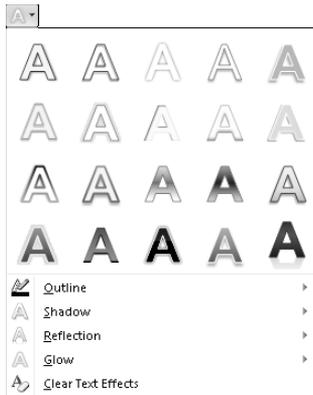 A
A A A A A
A A A A A
A A A A A
A A A A A
Outline
Shadow
Reflection
Glow
Clear Text Effects